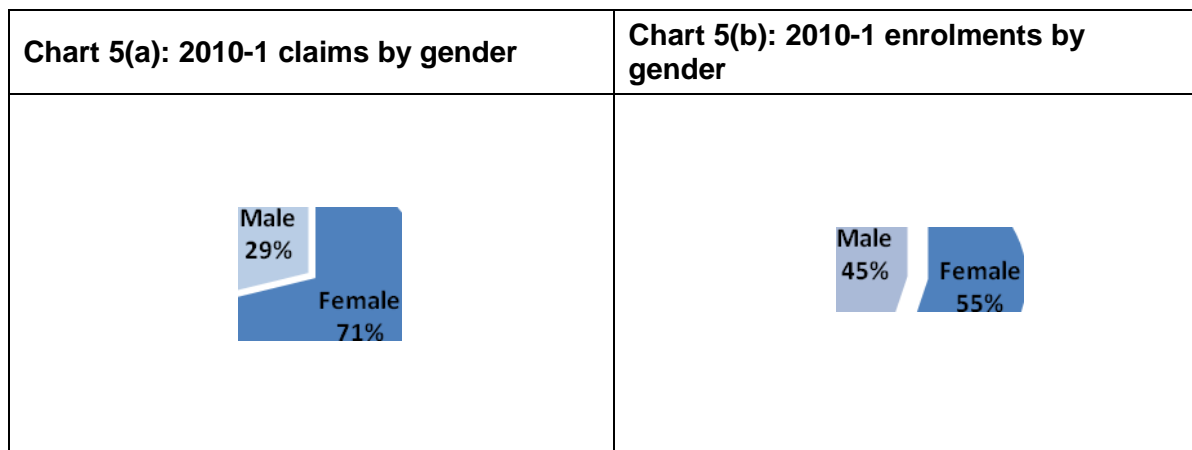 Chart 5(a): 2010-1 claims by gender
Chart 5(b): 2010-1 enrolments by
gender
Male
29%
Female
71%
Male
45%
Female
55%